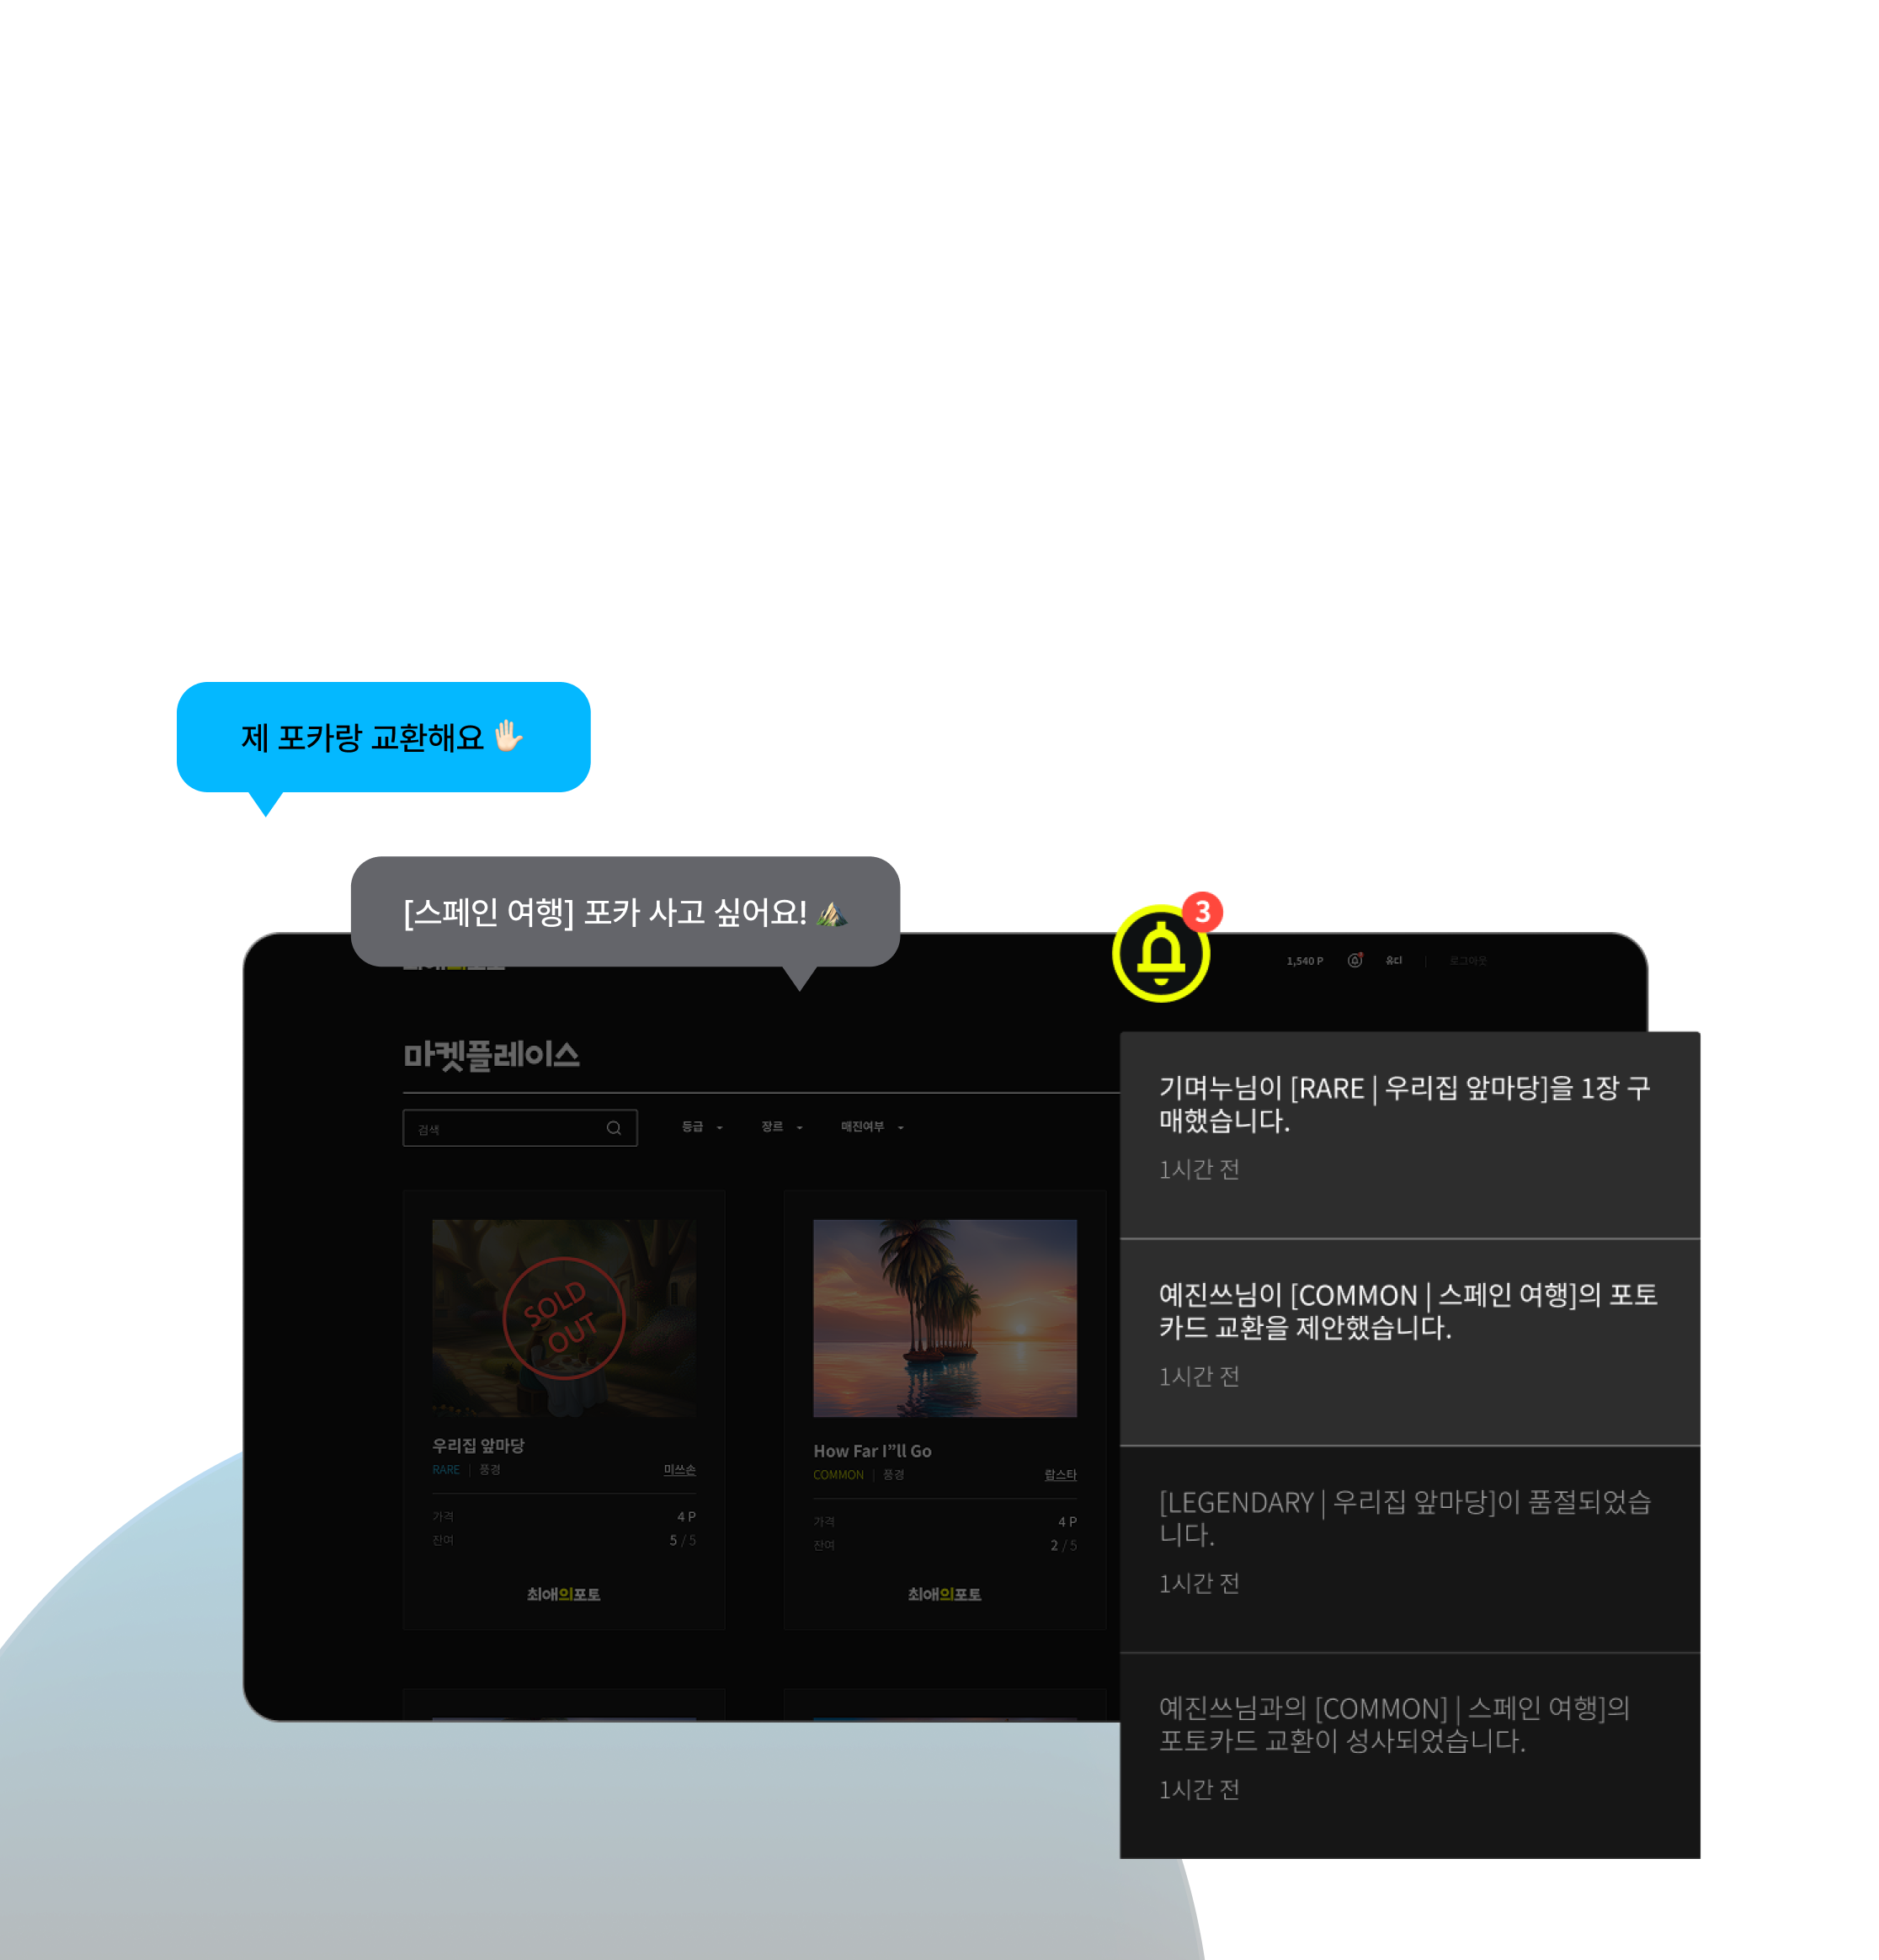 제 포카랑 교환해요 🖐🏻
[스페인 여행] 포카 사고 싶어요! ⛰️
3
1,540 P
유디
로그아웃
마켓플레이스
검색
등급
장르
매진여부
SOLD
OUT
우리집 앞마당
RARE | 풍경
미쓰손
가격
4 P
잔여
5 / 5
최애의포토
How Far I”ll Go
COMMON | 풍경
랍스타
가격
4 P
잔여
2 / 5
최애의포토
기며누님이 [RARE | 우리집 앞마당]을 1장 구
매했습니다.
1시간 전
예진쓰님이 [COMMON | 스페인 여행]의 포토
카드 교환을 제안했습니다.
1시간 전
[LEGENDARY | 우리집 앞마당]이 품절되었습
니다.
1시간 전
예진쓰님과의 [COMMON] | 스페인 여행]의
포토카드 교환이 성사되었습니다.
1시간 전